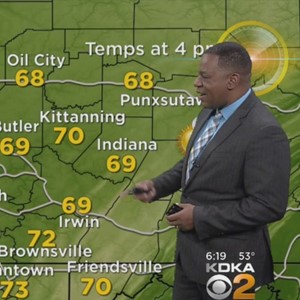 Temps at 4 p
Oil City
68
68
Punxsutaw
Kittanning
Butler
70
69
Indiana
69
69
Irwin
72
Brownsville
70
Friendsville
73
70
6:19 53°
KDKA
2